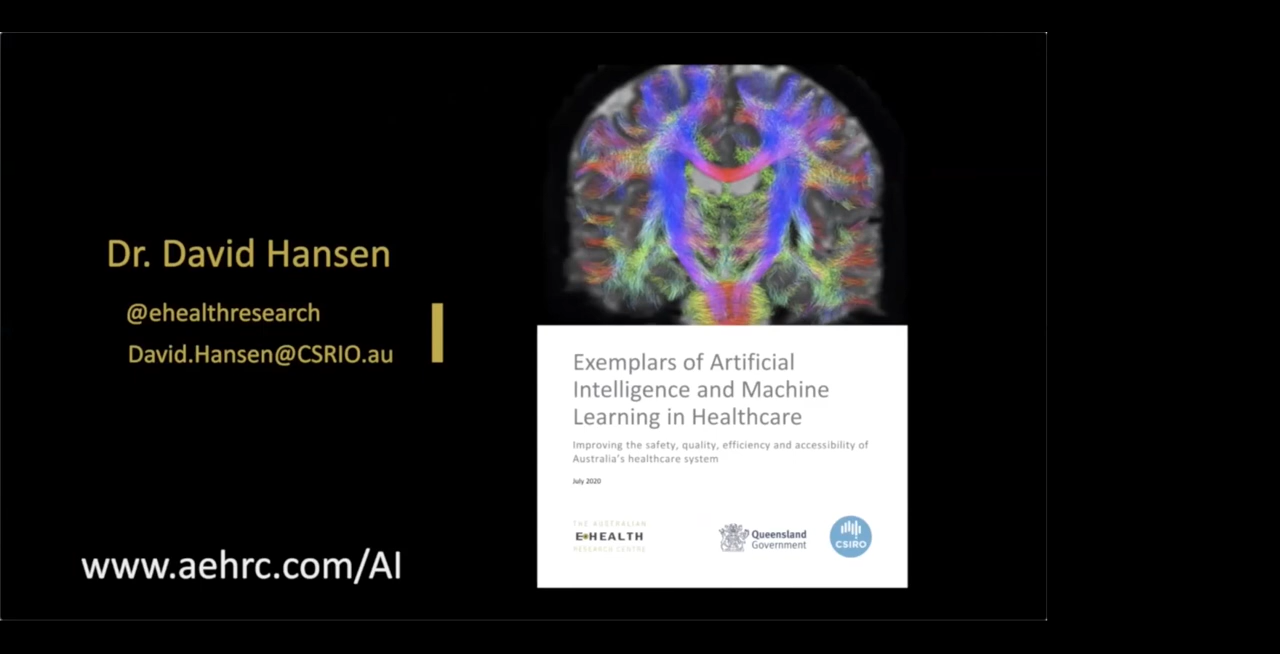 Dr. David Hansen
@ehealthresearch
David.Hansen@CSRIO.au
www.aehrc.com/AI
Exemplars of Artificial
Intelligence and Machine
Learning in Healthcare
Improving the safety, quality, efficiency and accessibility of
Australia's healthcare system
July 2020
THE AUSTRALIAN
E-HEALTH
RESEARCH CENTRE
Queensland
Government
CSIRO